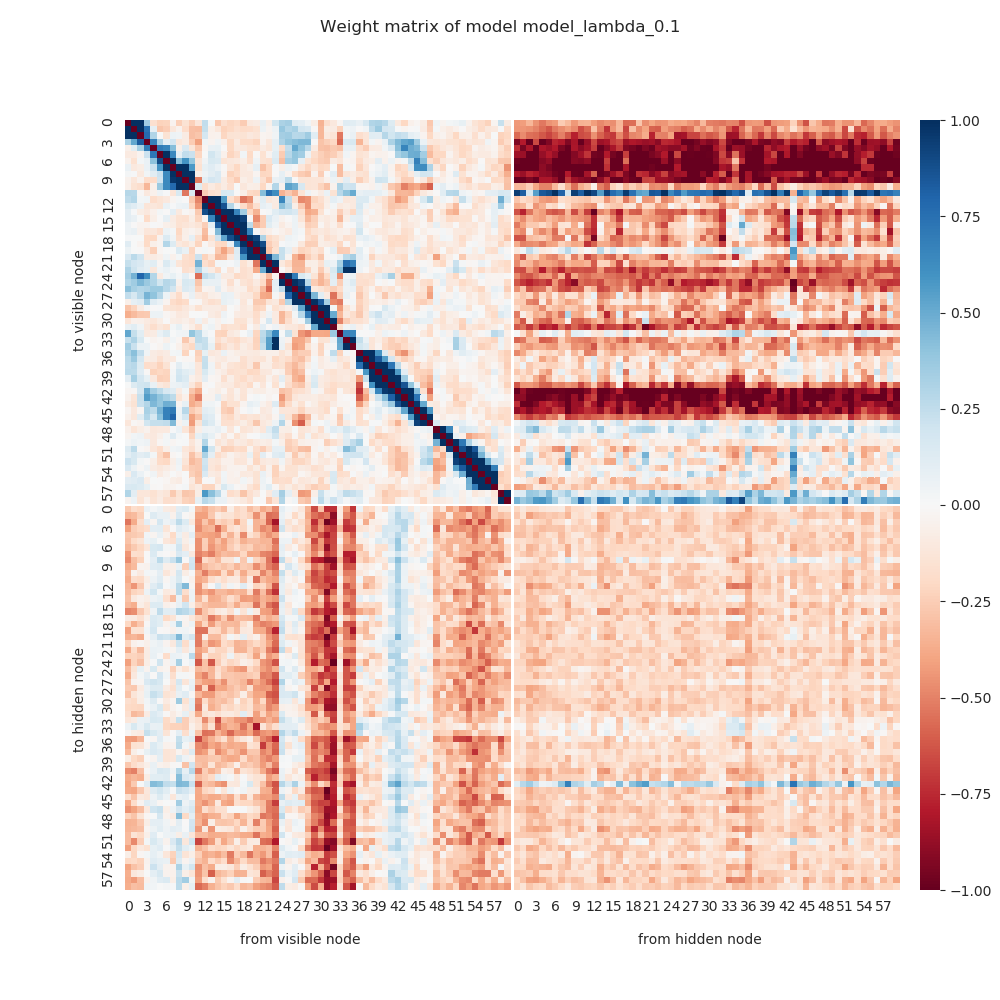 Weight matrix of model model_lambda_0.1
to visible node
0 3 6 9 12 15 18 21 24 27 30 33 36 39 42 45 48 51 54 57
to hidden node
0 3 6 9 12 15 18 21 24 27 30 33 36 39 42 45 48 51 54 57
0 3 6 9 12 15 18 21 24 27 30 33 36 39 42 48 51 54 57
0 3 6 9 12 15 18 21 24 27 30 33 36 39 42 45 48 51 54 57
from visible node
from hidden node
1.00
0.75
0.50
0.25
0.00
−0.25
−0.50
−0.75
−1.00